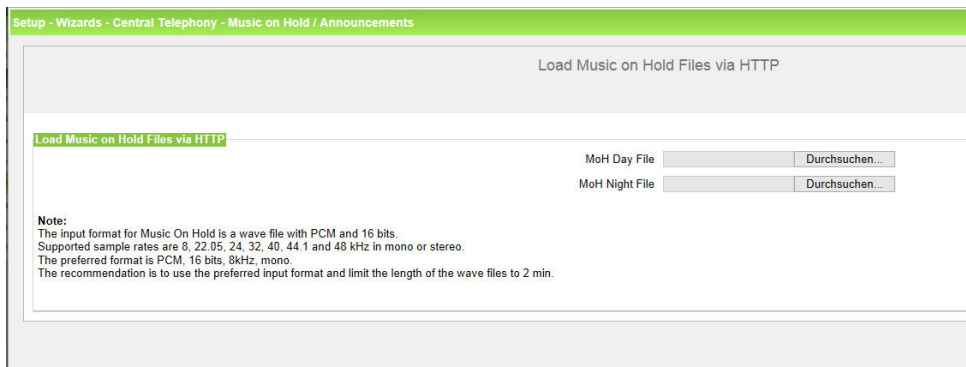 Setup - Wizards - Central Telephony - Music on Hold / Announcements
Load Music on Hold Files via HTTP
Load Music on Hold Files via HTTP
MoH Day File Durchsuchen...
MoH Night File Durchsuchen...
Note:
The input format for Music On Hold is a wave file with PCM and 16 bits.
Supported sample rates are 8, 22.05, 24, 32, 40, 44.1 and 48 kHz in mono or stereo.
The preferred format is PCM, 16 bits, 8kHz, mono.
The recommendation is to use the preferred input format and limit the length of the wave files to 2 min.